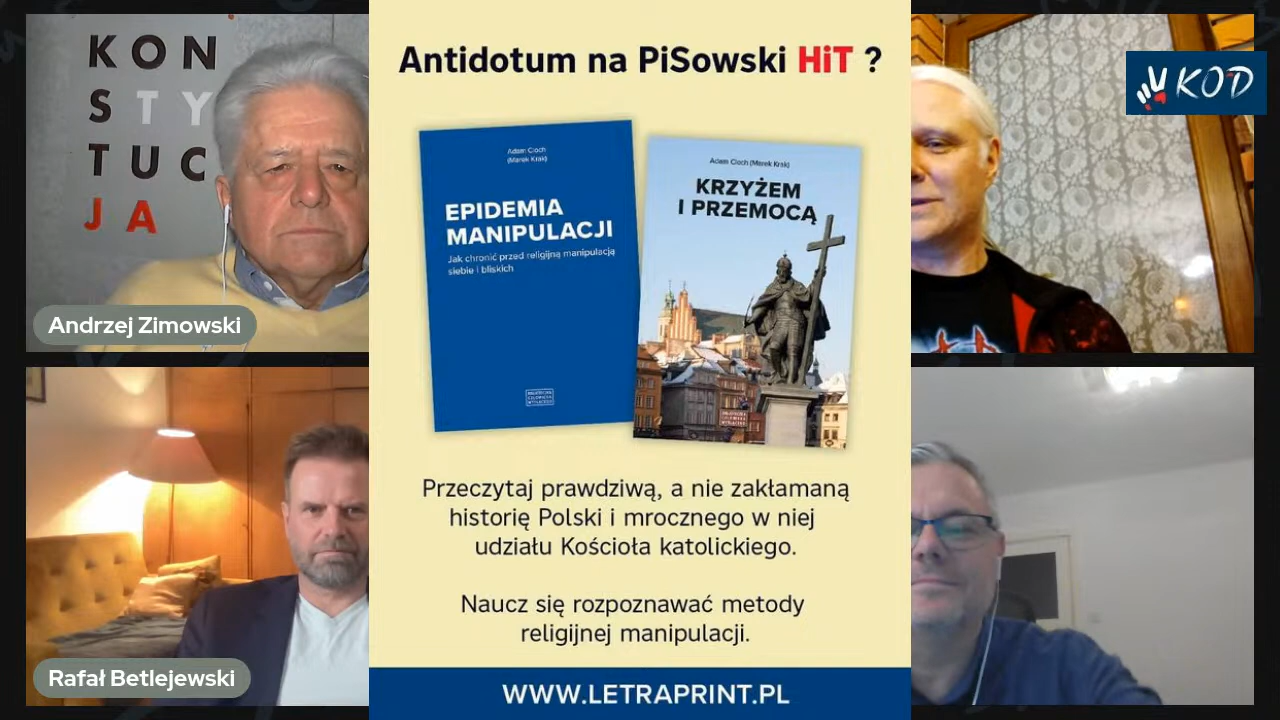 KON
STY
TUC
JA
Andrzej Zimowski
Antidotum na PiSowski HiT ?
Adam Cioch
(Marek Krak)
EPIDEMIA
MANIPULACJI
Jak chronić przed religijną manipulacją
siebie i bliskich
Adam Cioch (Marek Krak)
KRZYŻEM
I PRZEMOCĄ
Przeczytaj prawdziwą, a nie zakłamaną
historię Polski i mrocznego w niej
udziału Kościoła katolickiego.
Naucz się rozpoznawać metody
religijnej manipulacji.
WWW.LETRAPRINT.PL
KOD
Rafał Betlejewski